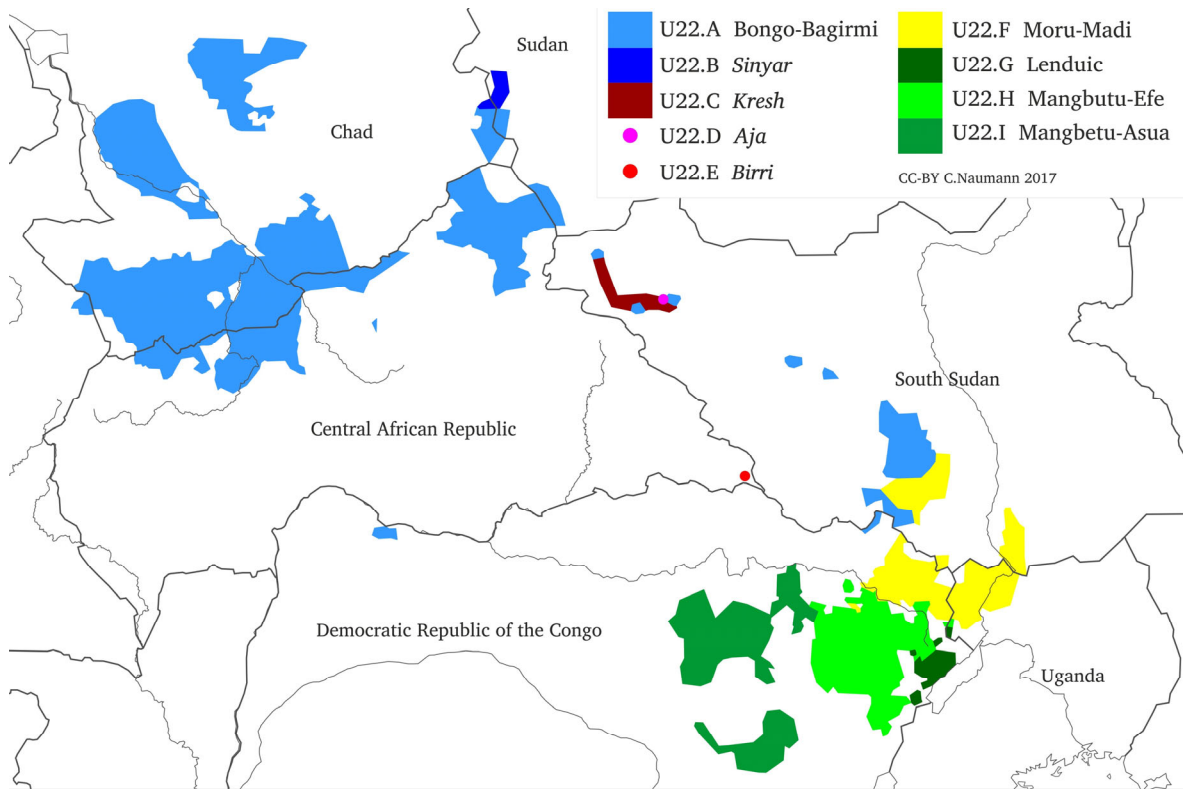 Sudan
Chad
Central African Republic
South Sudan
Democratic Republic of the Congo
Uganda
U22.A Bongo-Bagirmi
U22.B Sinyar
U22.C Kresh
U22.D Aja
U22.E Birri
U22.F Moru-Madi
U22.G Lenduic
U22.H Mangbutu-Efe
U22.I Mangbetu-Asua
CC-BY C.Naumann 2017